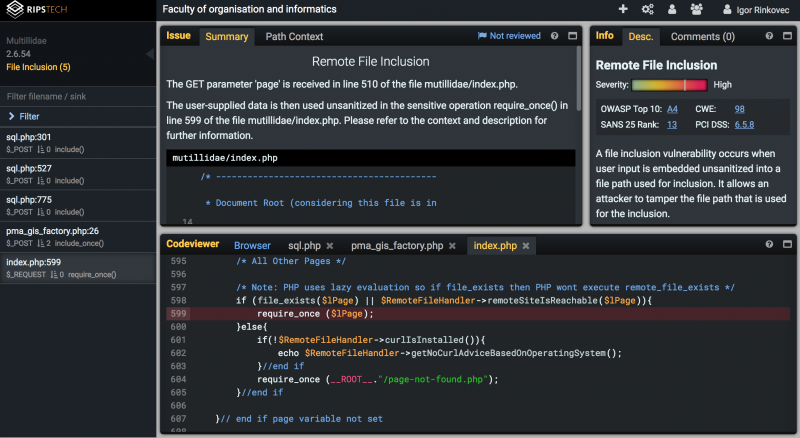 RIPSTECH
Faculty of organisation and informatics
Igor Rinkovec
Multillidae
2.6.54
File Inclusion (5)
Filter filename / sink
Filter
sql.php:301
$_POST 0 include()
sql.php:527
$_POST 0 include()
sql.php:775
$_POST 0 include()
pma_gis_factory.php:26
$_POST 2 include_once()
index.php:599
$_REQUEST 0 require_once()
Issue Summary Path Context Not reviewed
Remote File Inclusion
The GET parameter 'page' is received in line 510 of the file mutillidae/index.php.
The user-supplied data is then used unsanitized in the sensitive operation require_once() in
line 599 of the file mutillidae/index.php. Please refer to the context and description for
further information.
mutillidae/index.php
/* ------------------------------------------
* Document Root (considering this file is in
14
Info Desc. Comments (0)
Remote File Inclusion
Severity: High
OWASP Top 10: A4 CWE: 98
SANS 25 Rank: 13 PCI DSS: 6.5.8
A file inclusion vulnerability occurs when
user input is embedded unsanitized into a
file path used for inclusion. It allows an
attacker to tamper the file path that is used
for the inclusion.
Codeviewer Browser sql.php × pma_gis_factory.php × index.php ×
595 /* All Other Pages */
596
597 /* Note: PHP uses lazy evaluation so if file_exists then PHP wont execute remote_file_exists */
598 if (file_exists($lPage) || $RemoteFileHandler->remoteSiteIsReachable($lPage)){
599 require_once ($lPage);
600 }else{
601 if(!$RemoteFileHandler->curlIsInstalled()){
602 echo $RemoteFileHandler->getNoCurlAdviceBasedOnOperatingSystem();
603 }//end if
604 require_once (__ROOT__."/page-not-found.php");
605 }//end if
606
607 }// end if page variable not set
608